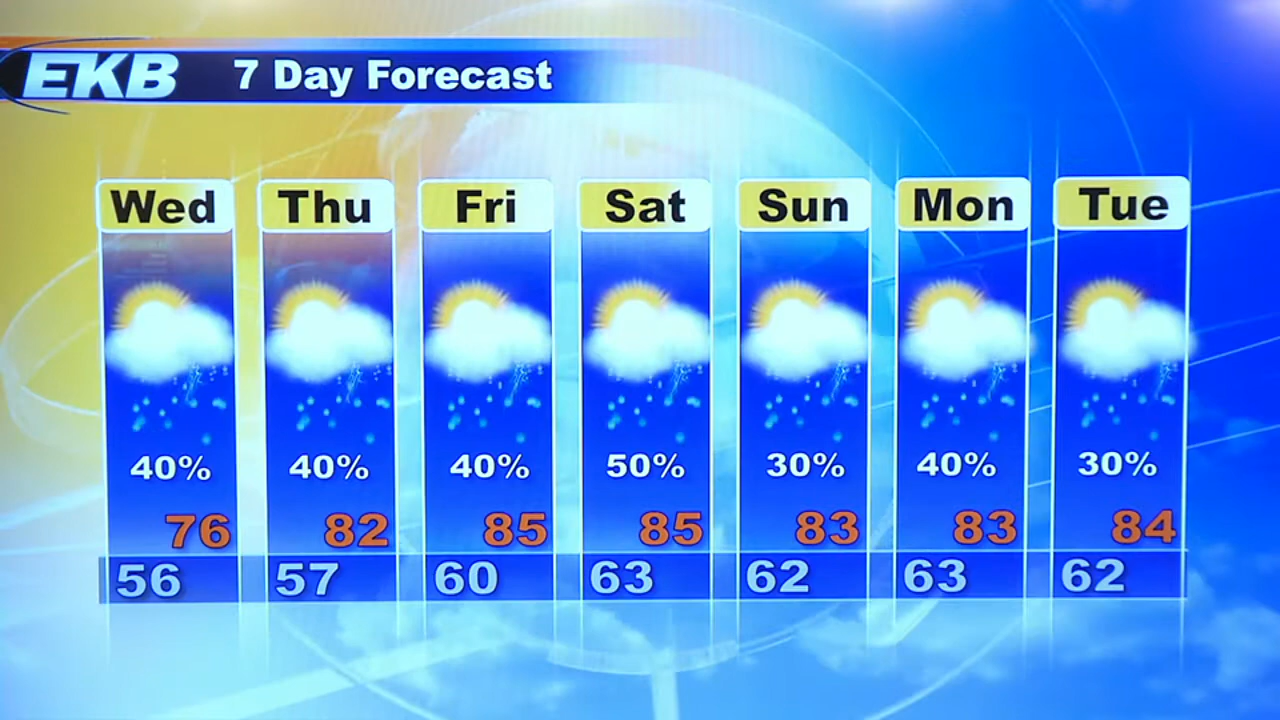 EKB 7 Day Forecast
Wed Thu Fri Sat Sun Mon Tue
40% 40% 40% 50% 30% 40% 30%
76 82 85 85 83 83 84
56 57 60 63 62 63 62